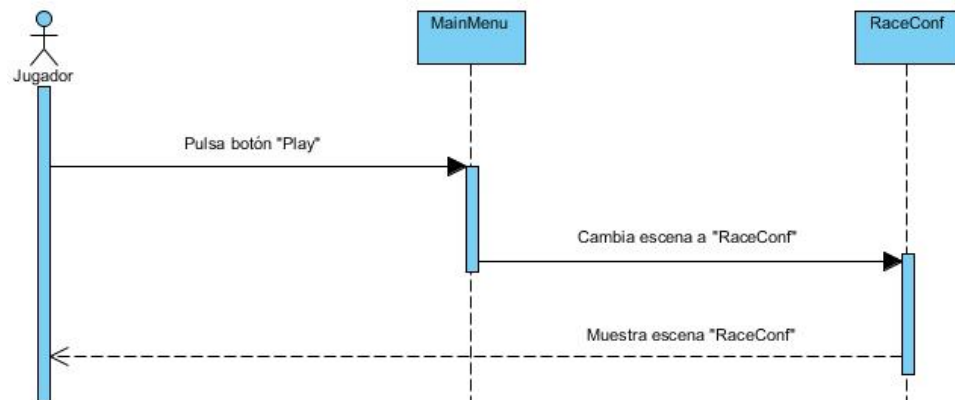 MainMenu
RaceConf
Jugador
Pulsa botón "Play"
Cambia escena a "RaceConf"
Muestra escena "RaceConf"